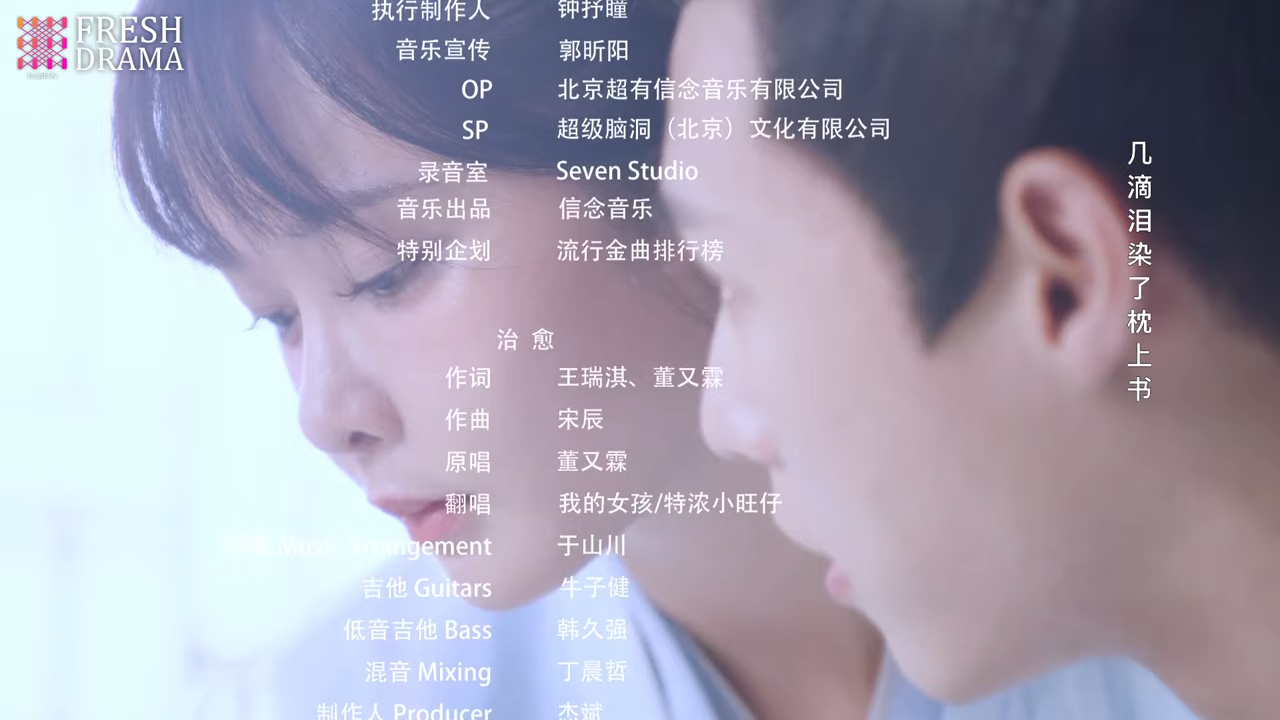 FRESH
DRAMA
执行制作人 钟抒瞳
音乐宣传 郭昕阳
OP 北京超有信念音乐有限公司
SP 超级脑洞（北京）文化有限公司
录音室 Seven Studio
音乐出品 信念音乐
特别企划 流行金曲排行榜
治愈
作词 王瑞淇、董又霖
作曲 宋辰
原唱 董又霖
翻唱 我的女孩/特浓小旺仔
Music Arrangement 于山川
吉他 Guitars 牛子健
低音吉他 Bass 韩久强
混音 Mixing 丁晨哲
制作人 Producer 杰斌
几滴泪染了枕上书